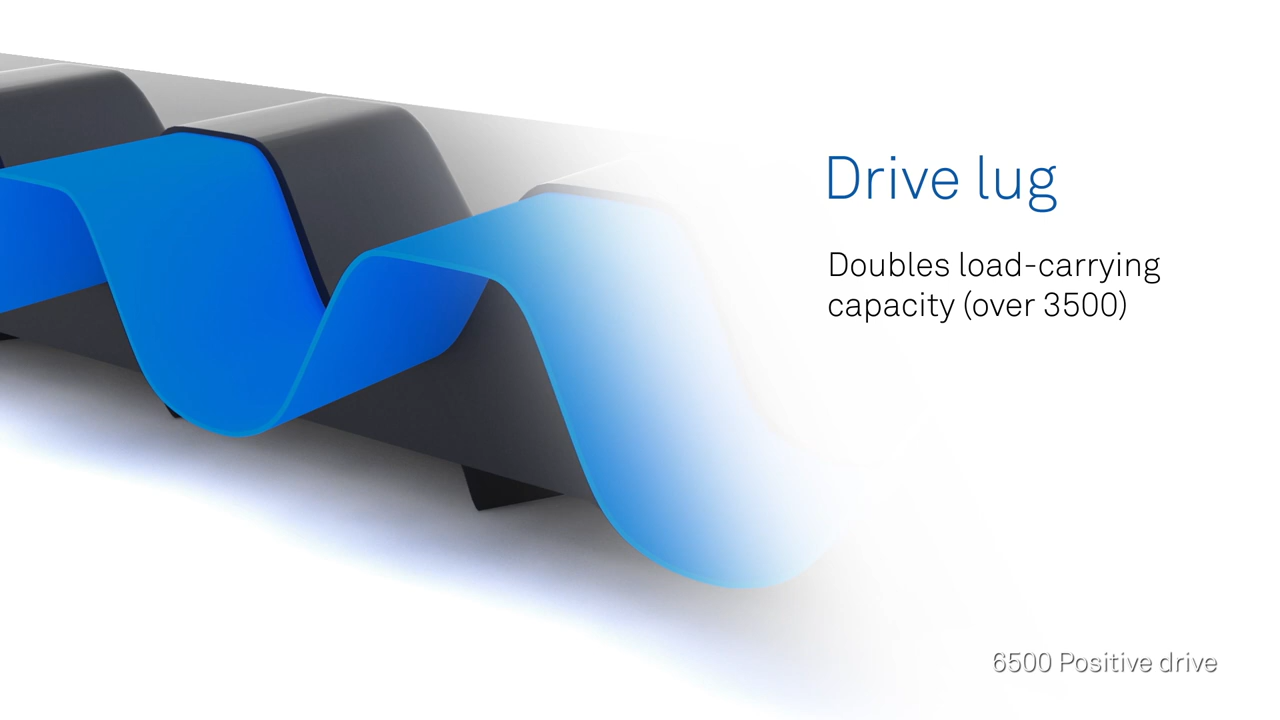 Drive lug
Doubles load-carrying
capacity (over 3500)
6500 Positive drive